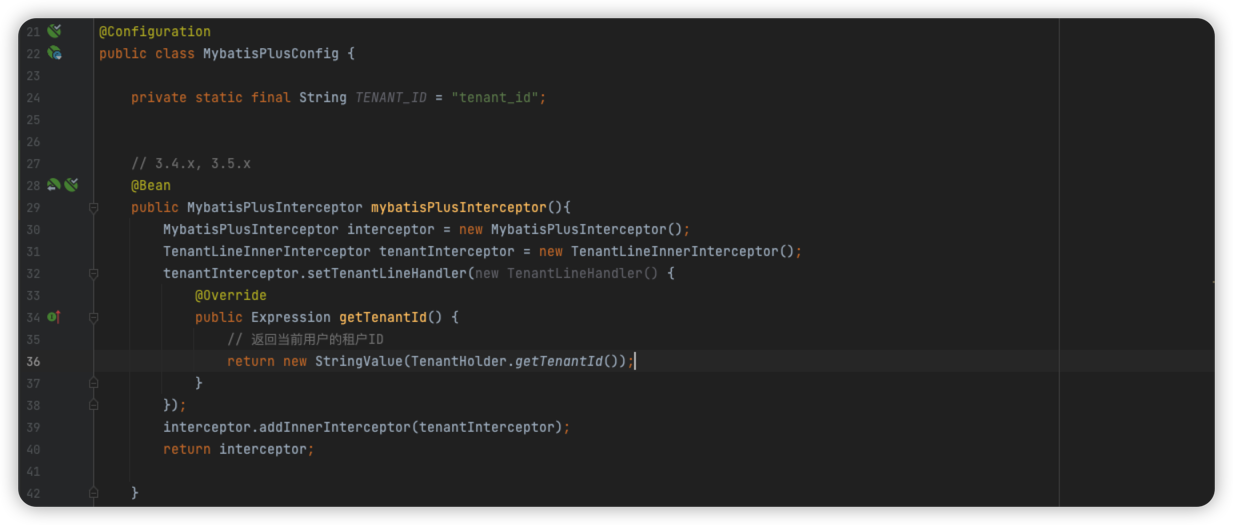 21 @Configuration
22 public class MybatisPlusConfig {
23
24 private static final String TENANT_ID = "tenant_id";
25
26
27 // 3.4.x, 3.5.x
28 @Bean
29 public MybatisPlusInterceptor mybatisPlusInterceptor(){
30 MybatisPlusInterceptor interceptor = new MybatisPlusInterceptor();
31 TenantLineInnerInterceptor tenantInterceptor = new TenantLineInnerInterceptor();
32 tenantInterceptor.setTenantLineHandler(new TenantLineHandler() {
33 @Override
34 public Expression getTenantId() {
35 // 返回当前用户的租户ID
36 return new StringValue(TenantHolder.getTenantId());
37 }
38 });
39 interceptor.addInnerInterceptor(tenantInterceptor);
40 return interceptor;
41
42 }